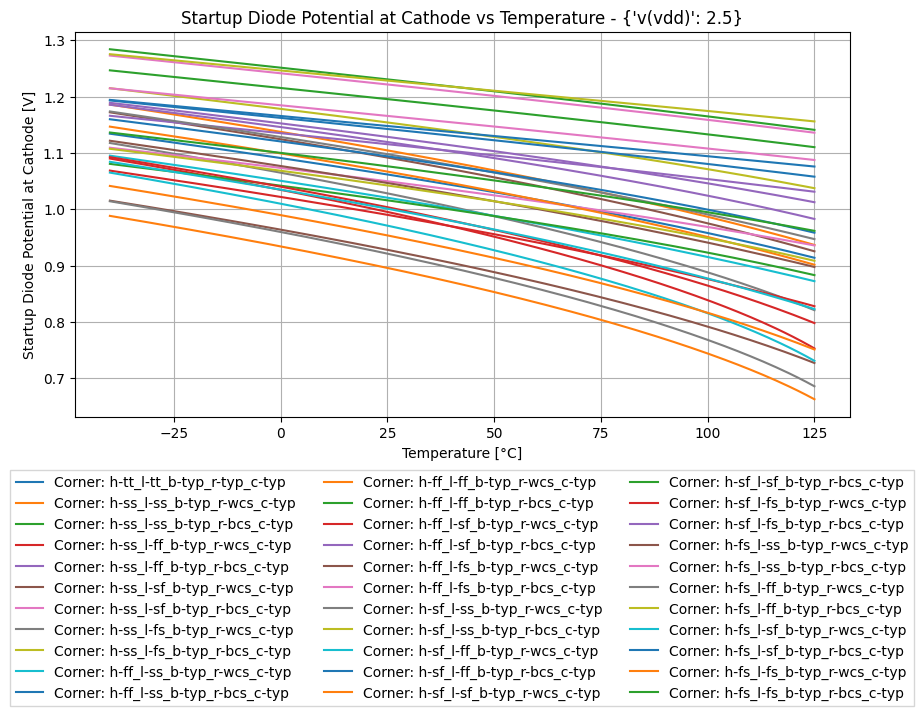 Startup Diode Potential at Cathode vs Temperature - {'v(vdd)': 2.5}
Startup Diode Potential at Cathode [V]
1.3
1.2
1.1
1.0
0.9
0.8
0.7
−25 0 25 50 75 100 125
Temperature [°C]
Corner: h-tt_l-tt_b-typ_r-typ_c-typ Corner: h-ff_l-ff_b-typ_r-wcs_c-typ Corner: h-sf_l-sf_b-typ_r-bcs_c-typ
Corner: h-ss_l-ss_b-typ_r-wcs_c-typ Corner: h-ff_l-ff_b-typ_r-bcs_c-typ Corner: h-sf_l-fs_b-typ_r-wcs_c-typ
Corner: h-ss_l-ss_b-typ_r-bcs_c-typ Corner: h-ff_l-sf_b-typ_r-wcs_c-typ Corner: h-sf_l-fs_b-typ_r-bcs_c-typ
Corner: h-ss_l-ff_b-typ_r-wcs_c-typ Corner: h-ff_l-sf_b-typ_r-bcs_c-typ Corner: h-fs_l-ss_b-typ_r-wcs_c-typ
Corner: h-ss_l-ff_b-typ_r-bcs_c-typ Corner: h-ff_l-fs_b-typ_r-wcs_c-typ Corner: h-fs_l-ss_b-typ_r-bcs_c-typ
Corner: h-ss_l-sf_b-typ_r-wcs_c-typ Corner: h-ff_l-fs_b-typ_r-bcs_c-typ Corner: h-fs_l-ff_b-typ_r-wcs_c-typ
Corner: h-ss_l-sf_b-typ_r-bcs_c-typ Corner: h-sf_l-ss_b-typ_r-wcs_c-typ Corner: h-fs_l-ff_b-typ_r-bcs_c-typ
Corner: h-ss_l-fs_b-typ_r-wcs_c-typ Corner: h-sf_l-ss_b-typ_r-bcs_c-typ Corner: h-fs_l-sf_b-typ_r-wcs_c-typ
Corner: h-ss_l-fs_b-typ_r-bcs_c-typ Corner: h-sf_l-ff_b-typ_r-wcs_c-typ Corner: h-fs_l-sf_b-typ_r-bcs_c-typ
Corner: h-ff_l-ss_b-typ_r-wcs_c-typ Corner: h-sf_l-ff_b-typ_r-bcs_c-typ Corner: h-fs_l-fs_b-typ_r-wcs_c-typ
Corner: h-ff_l-ss_b-typ_r-bcs_c-typ Corner: h-sf_l-sf_b-typ_r-wcs_c-typ Corner: h-fs_l-fs_b-typ_r-bcs_c-typ